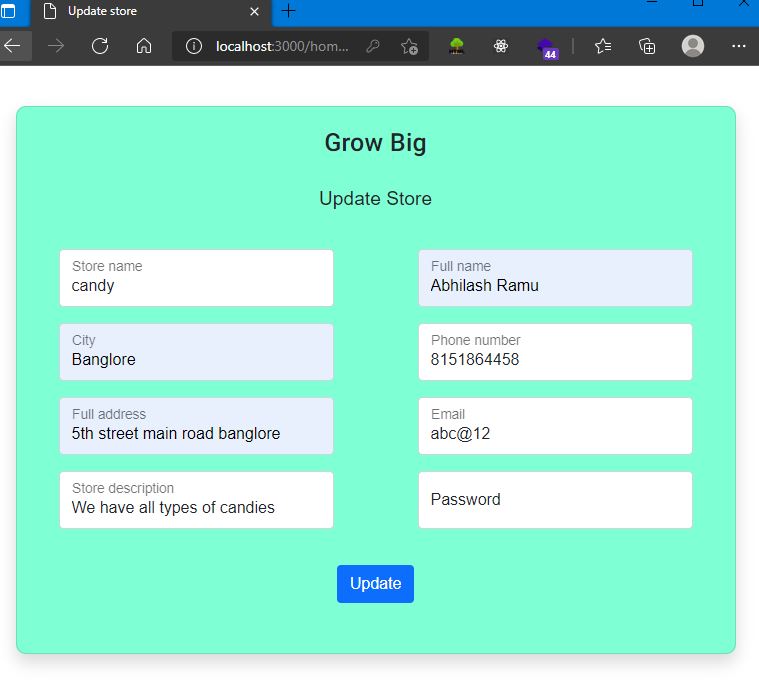 Update store
localhost:3000/hom...
44
Grow Big
Update Store
Store name
candy
Full name
Abhilash Ramu
City
Banglore
Phone number
8151864458
Full address
5th street main road banglore
Email
abc@12
Store description
We have all types of candies
Password
Update